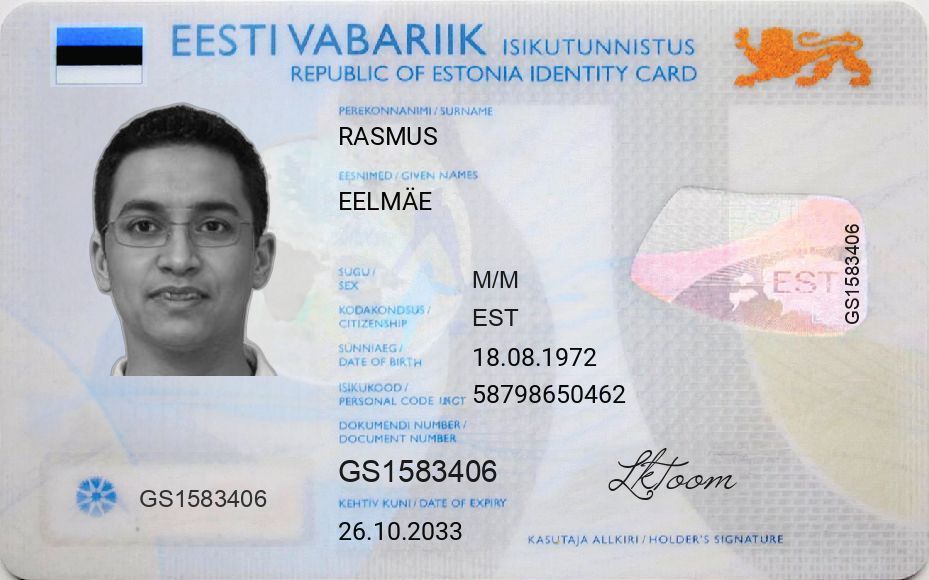 EESTI VABARIIK ISIKUTUNNISTUS
REPUBLIC OF ESTONIA IDENTITY CARD
PEREKONNANIMI / SURNAME
RASMUS
EESNIMED / GIVEN NAMES
EELMÄE
SUGU / SEX
M/M
KODAKONDSUS / CITIZENSHIP
EST
SÜNNIAEG / DATE OF BIRTH
18.08.1972
ISIKUKOOD / PERSONAL CODE
58798650462
DOKUMENDI NUMBER / DOCUMENT NUMBER
GS1583406
KEHTIV KUNI / DATE OF EXPIRY
26.10.2033
GS1583406
EST
GS1583406
LkToom
KASUTAJA ALLKIRI / HOLDER'S SIGNATURE